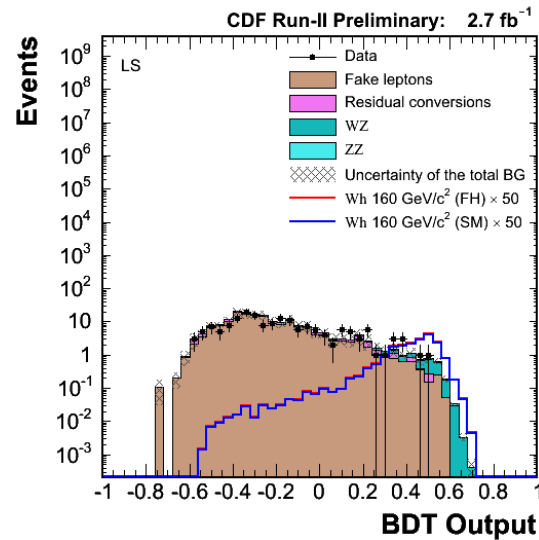 CDF Run-II Preliminary: 2.7 fb⁻¹
Events
LS
Data
Fake leptons
Residual conversions
WZ
ZZ
Uncertainty of the total BG
Wh 160 GeV/c² (FH) × 50
Wh 160 GeV/c² (SM) × 50
10⁹
10⁸
10⁷
10⁶
10⁵
10⁴
10³
10²
10
1
10⁻¹
10⁻²
10⁻³
-1 -0.8 -0.6 -0.4 -0.2 0 0.2 0.4 0.6 0.8 1
BDT Output